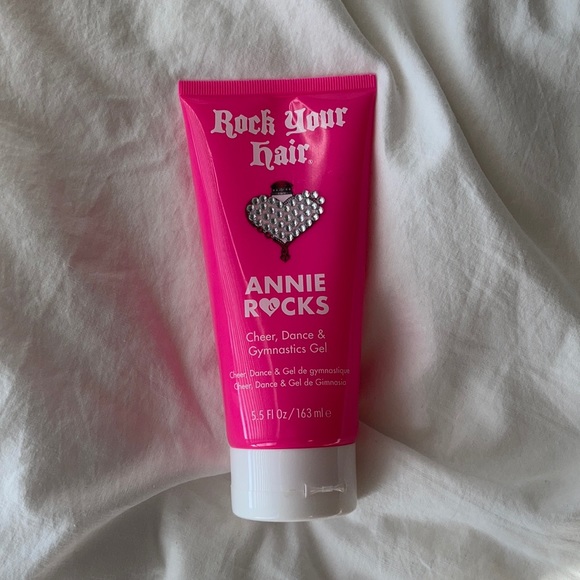 Rock Your
Hair®
ANNIE
ROCKS
Cheer, Dance &
Gymnastics Gel
Cheer, Dance & Gel de gymnastique
Cheer, Dance & Gel de Gimnasia
5.5 Fl Oz/163 ml e